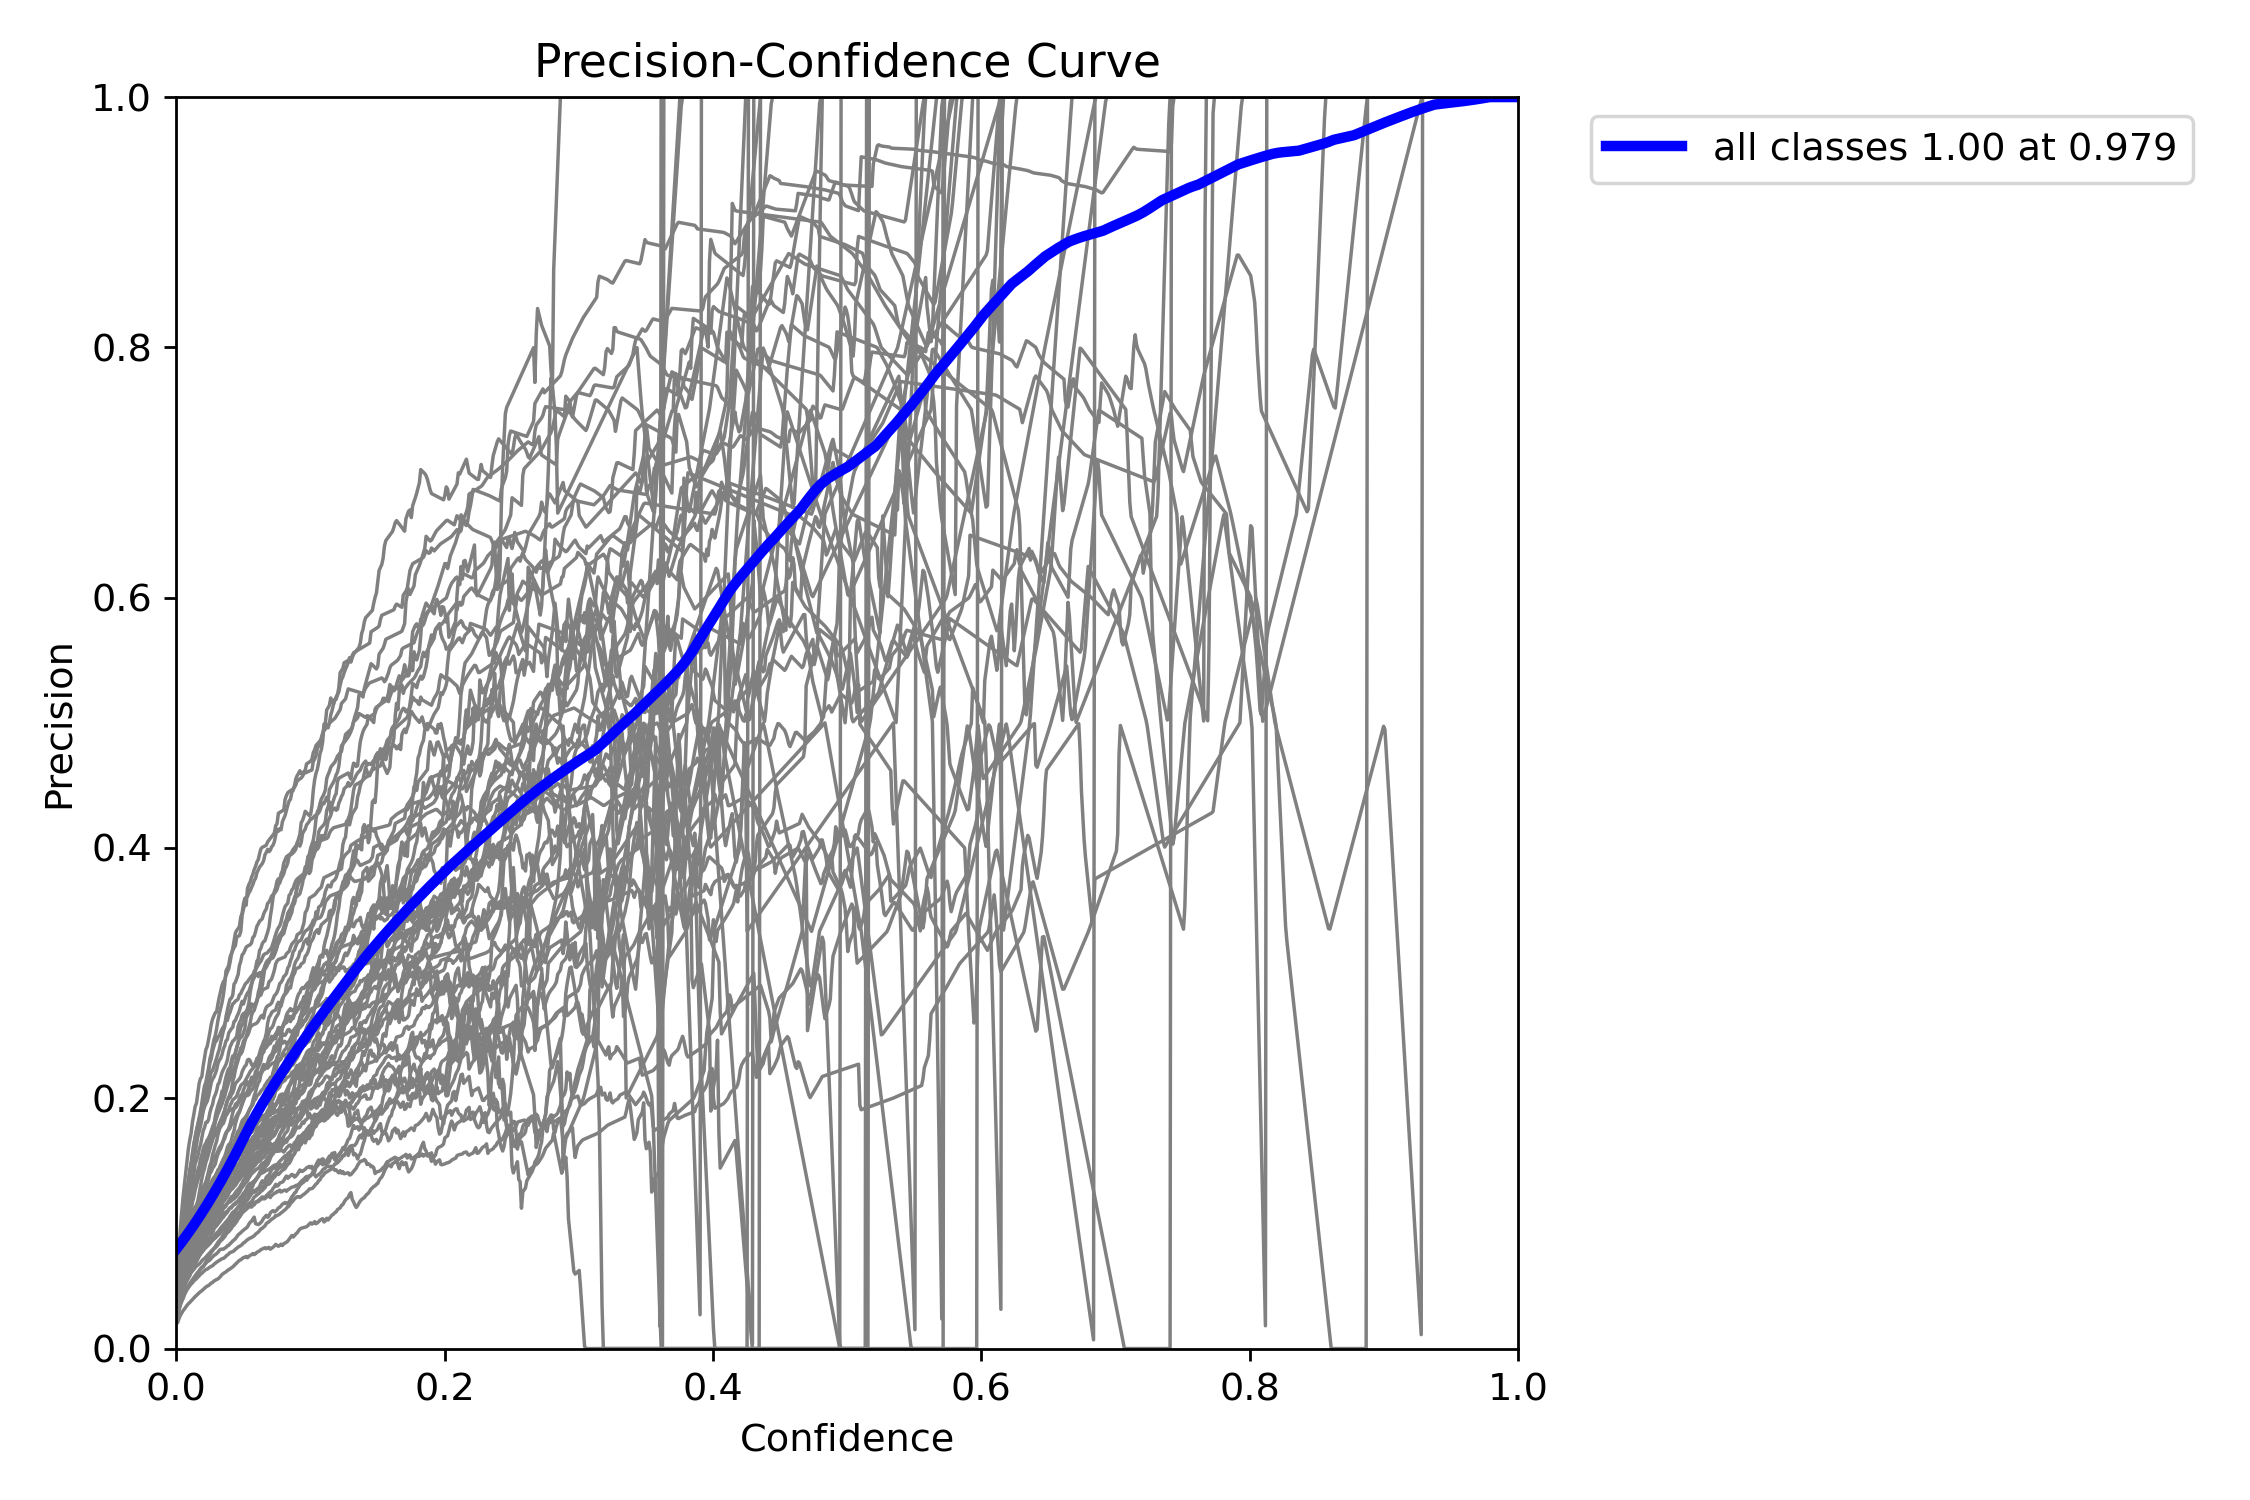 Precision-Confidence Curve
all classes 1.00 at 0.979
1.0
0.8
0.6
0.4
0.2
0.0
Precision
0.0 0.2 0.4 0.6 0.8 1.0
Confidence